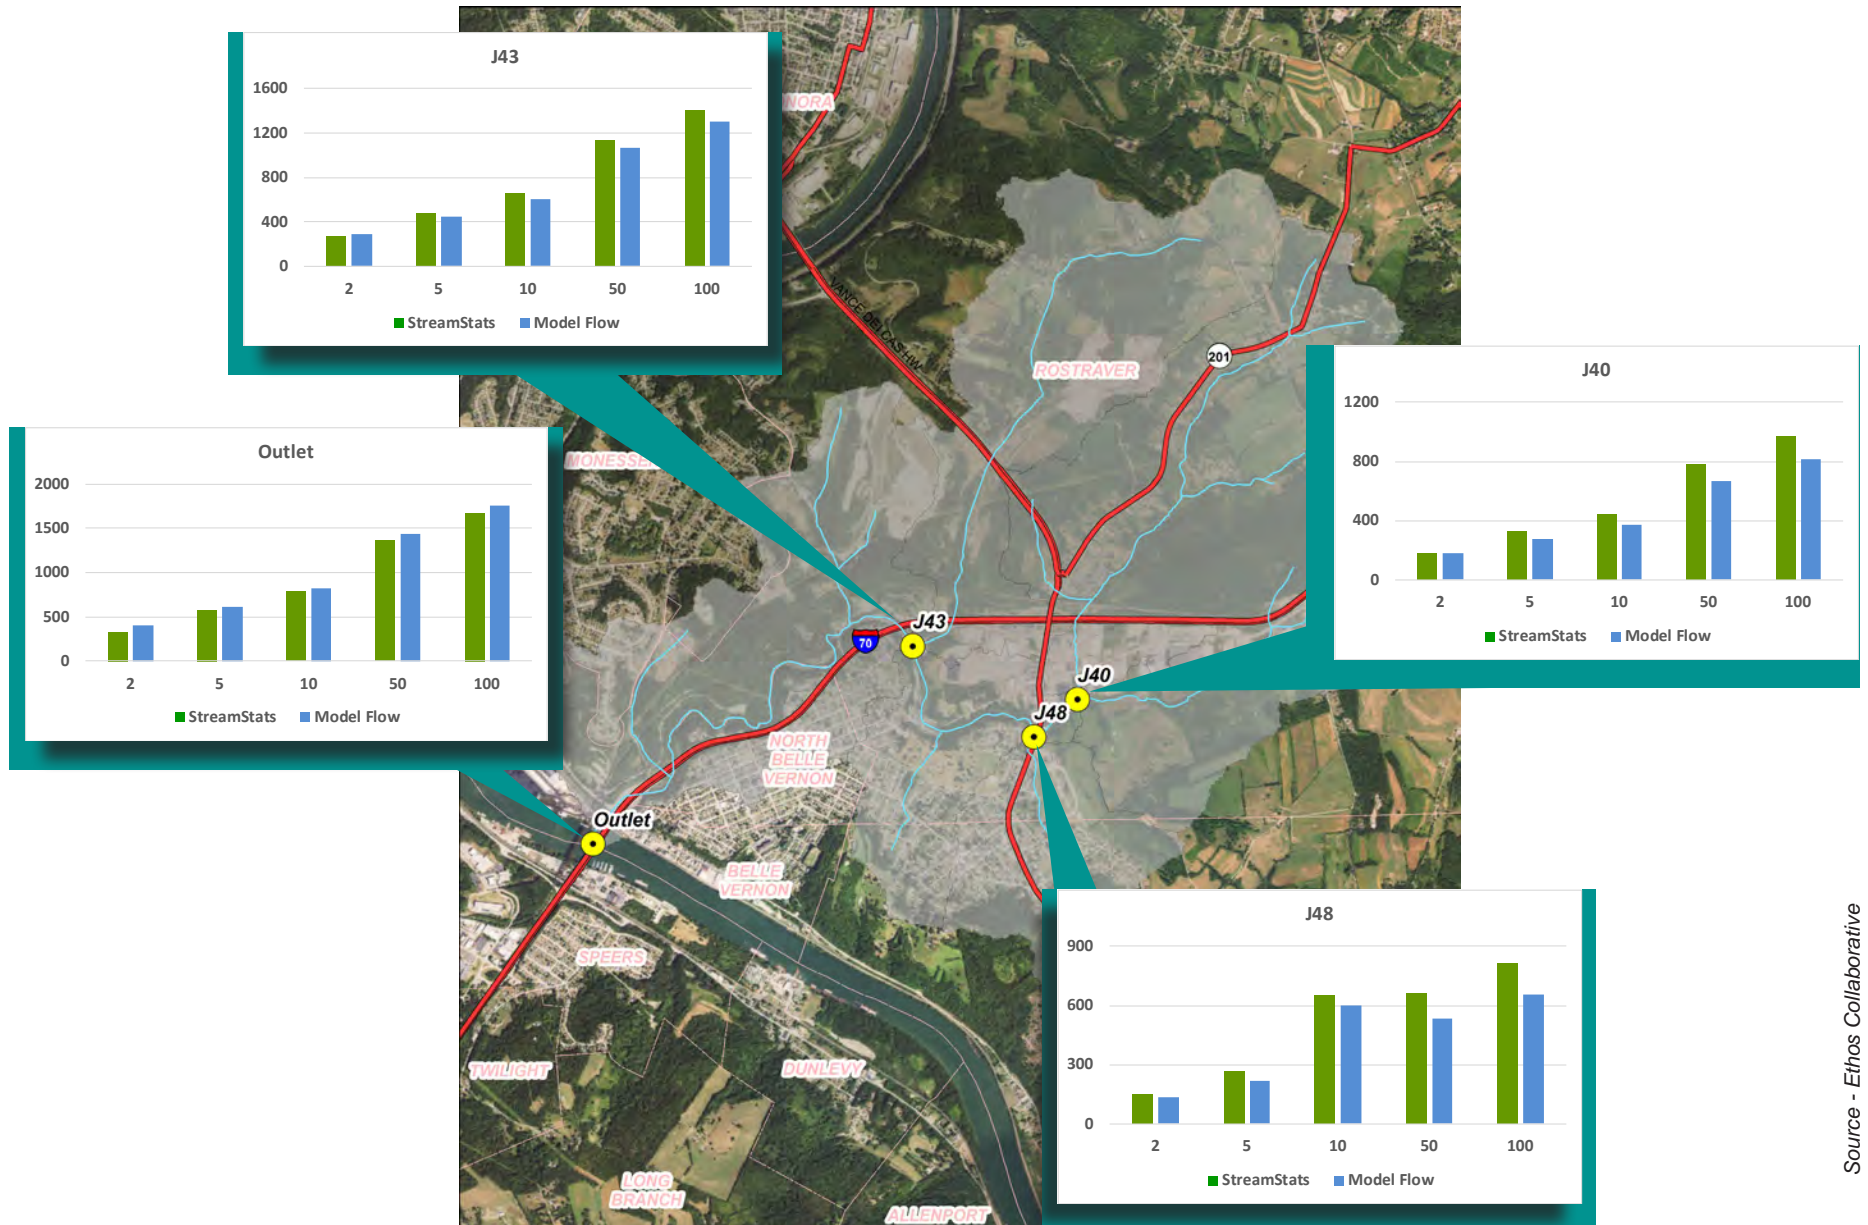 J43
1600
1200
800
400
0
2 5 10 50 100
StreamStats Model Flow
Outlet
2000
1500
1000
500
0
2 5 10 50 100
StreamStats Model Flow
J40
1200
800
400
0
2 5 10 50 100
StreamStats Model Flow
J48
900
600
300
0
2 5 10 50 100
StreamStats Model Flow
NORA
VANCE DEICAS HW
201
ROSTRAVER
MONESSE
J43
70
J40
J48
NORTH
BELLE
VERNON
Outlet
BELLE
VERNON
SPEERS
TWILIGHT
DUNLEVY
LONG
BRANCH
ALLENPORT
Source - Ethos Collaborative